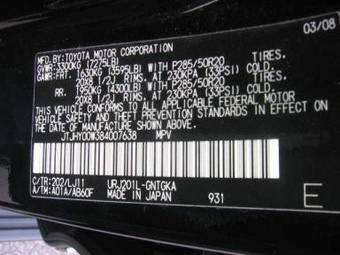 03/08
MFD. BY: TOYOTA MOTOR CORPORATION
GVWR: 3300KG (7275LB)
GAWR: FRT. 1630KG (3595LB) WITH P285/50R20 TIRES.
20X8 1/2J RIMS, AT 230KPA (33PSI) COLD
RR. 1950KG (4300LB) WITH P285/50R20 TIRES.
20X8 1/2J RIMS, AT 230KPA (33PSI) COLD
THIS VEHICLE CONFORMS TO ALL APPLICABLE FEDERAL MOTOR
VEHICLE SAFETY STANDARDS IN EFFECT ON THE DATE OF
MANUFACTURE SHOWN ABOVE.
JTJHY00W384007638 MPV
C/TR: 202/LJ11 URJ201L-GNTGKA
A/TM: A01A/AB60F MADE IN JAPAN 931
E